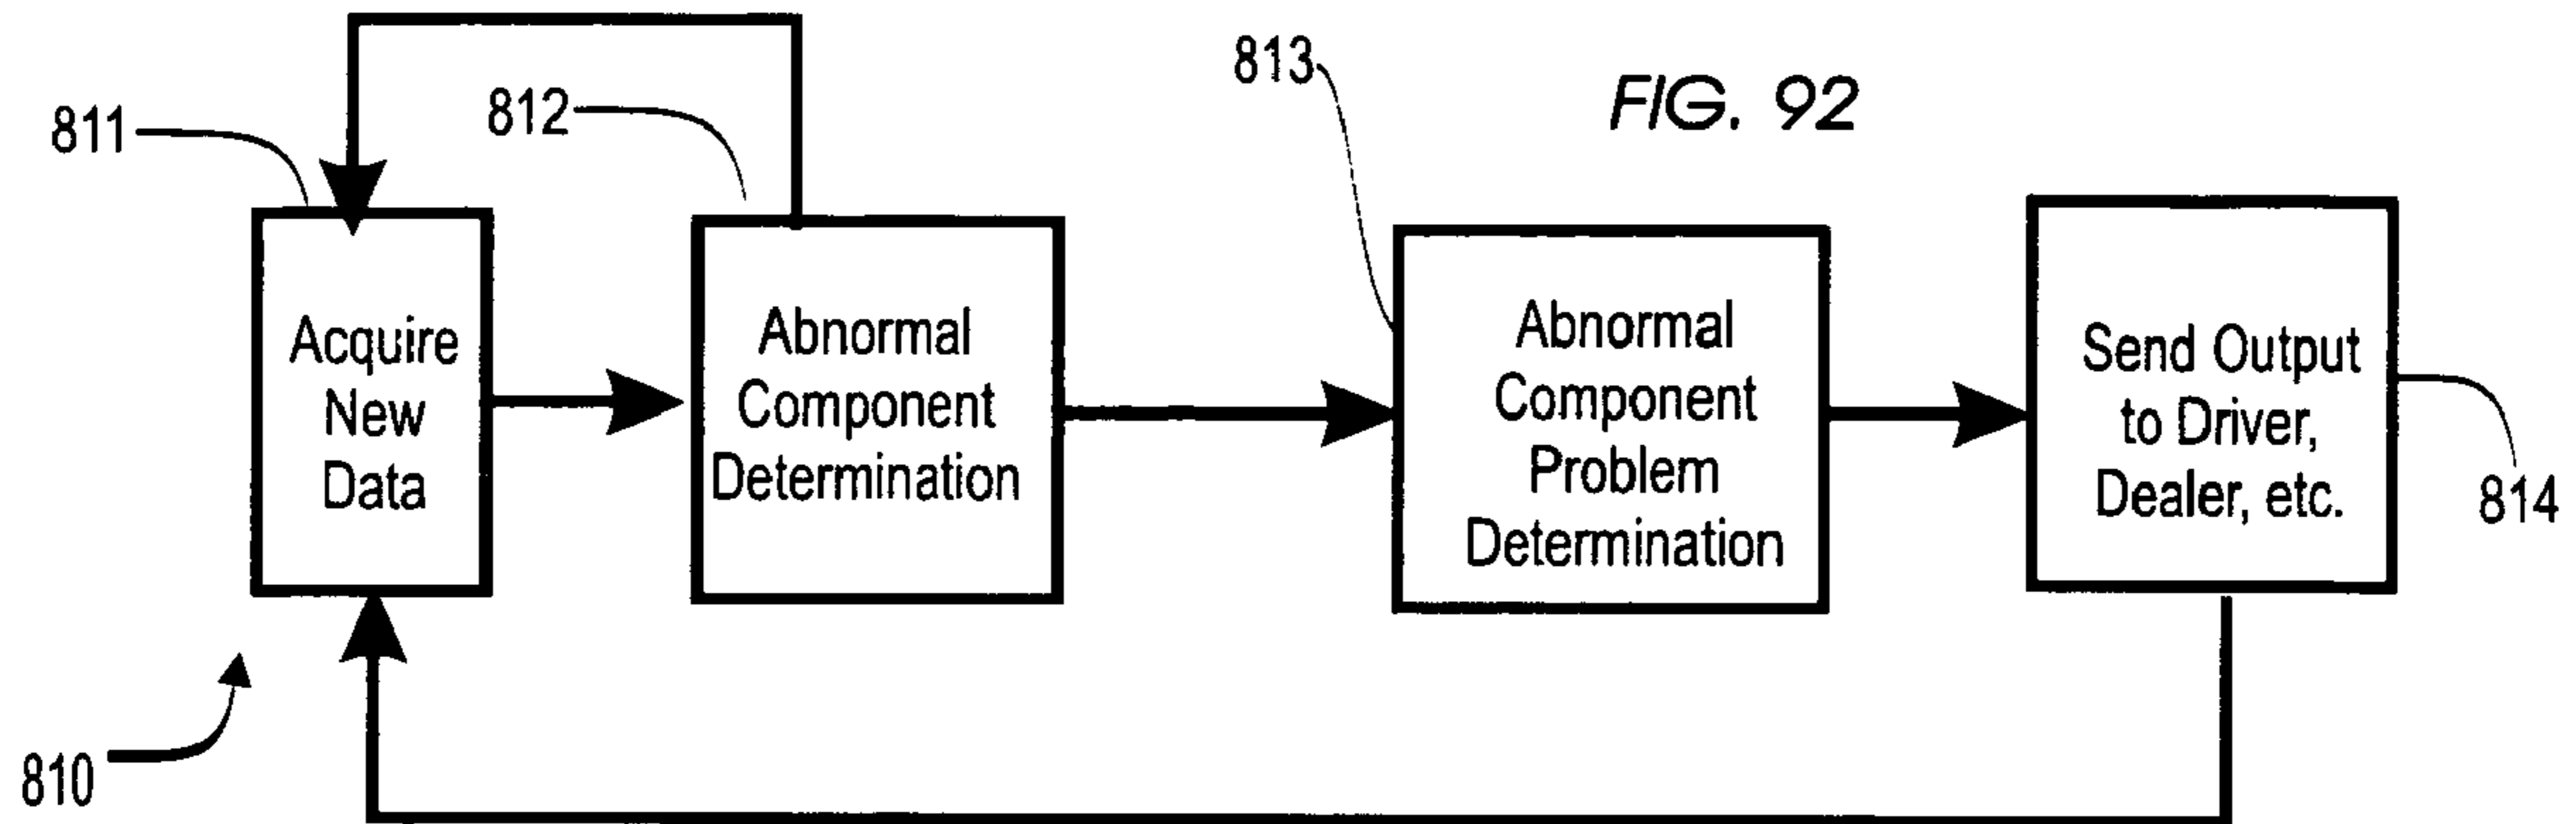 FIG. 92
811
812
813
Acquire
New
Data
Abnormal
Component
Determination
Abnormal
Component
Problem
Determination
Send Output
to Driver,
Dealer, etc.
814
810